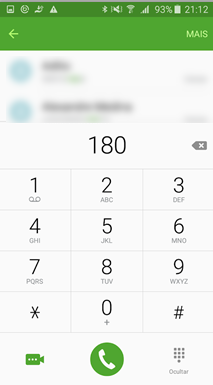 93% 21:12
MAIS
180
1 2 3
ABC DEF
4 5 6
GHI JKL MNO
7 8 9
PQRS TUV WXYZ
* 0 #
+
Ocultar